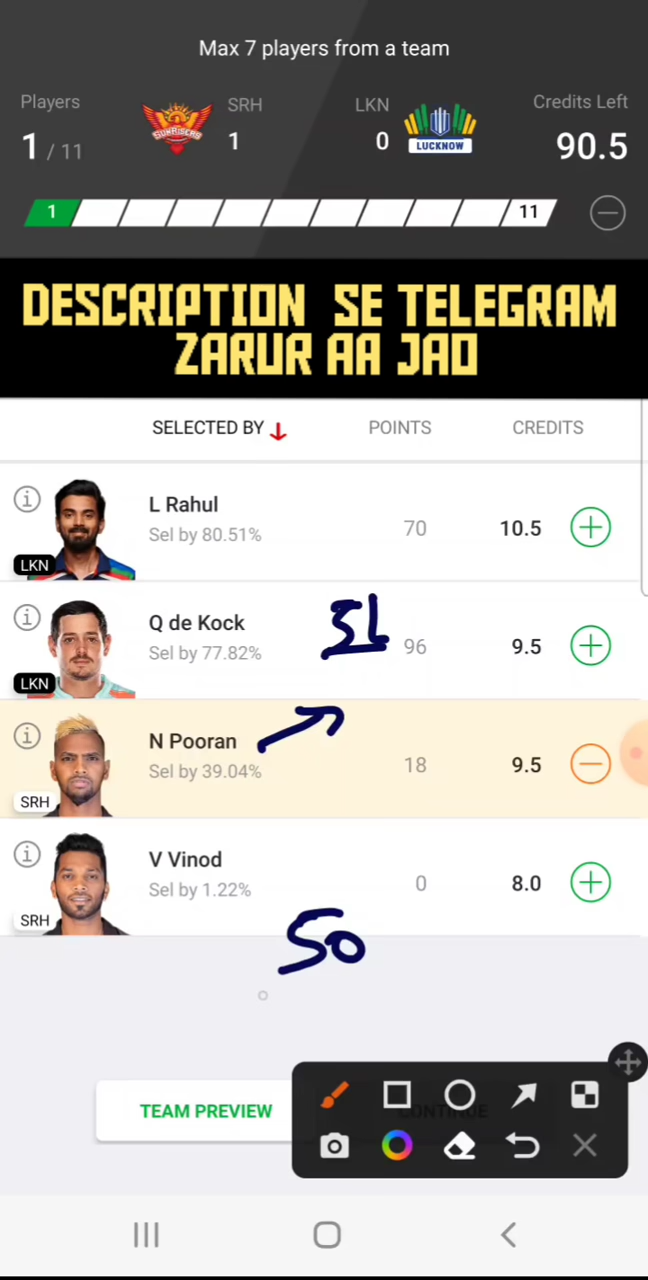 Max 7 players from a team
Players
SRH
LKN
Credits Left
1 / 11
1
0
90.5
SUNRISERS
LUCKNOW
1
11
DESCRIPTION SE TELEGRAM
ZARUR AA JAO
SELECTED BY
POINTS
CREDITS
L Rahul
Sel by 80.51%
70
10.5
LKN
Q de Kock
Sel by 77.82%
96
9.5
LKN
N Pooran
Sel by 39.04%
18
9.5
SRH
V Vinod
Sel by 1.22%
0
8.0
SRH
50
TEAM PREVIEW
CONTINUE